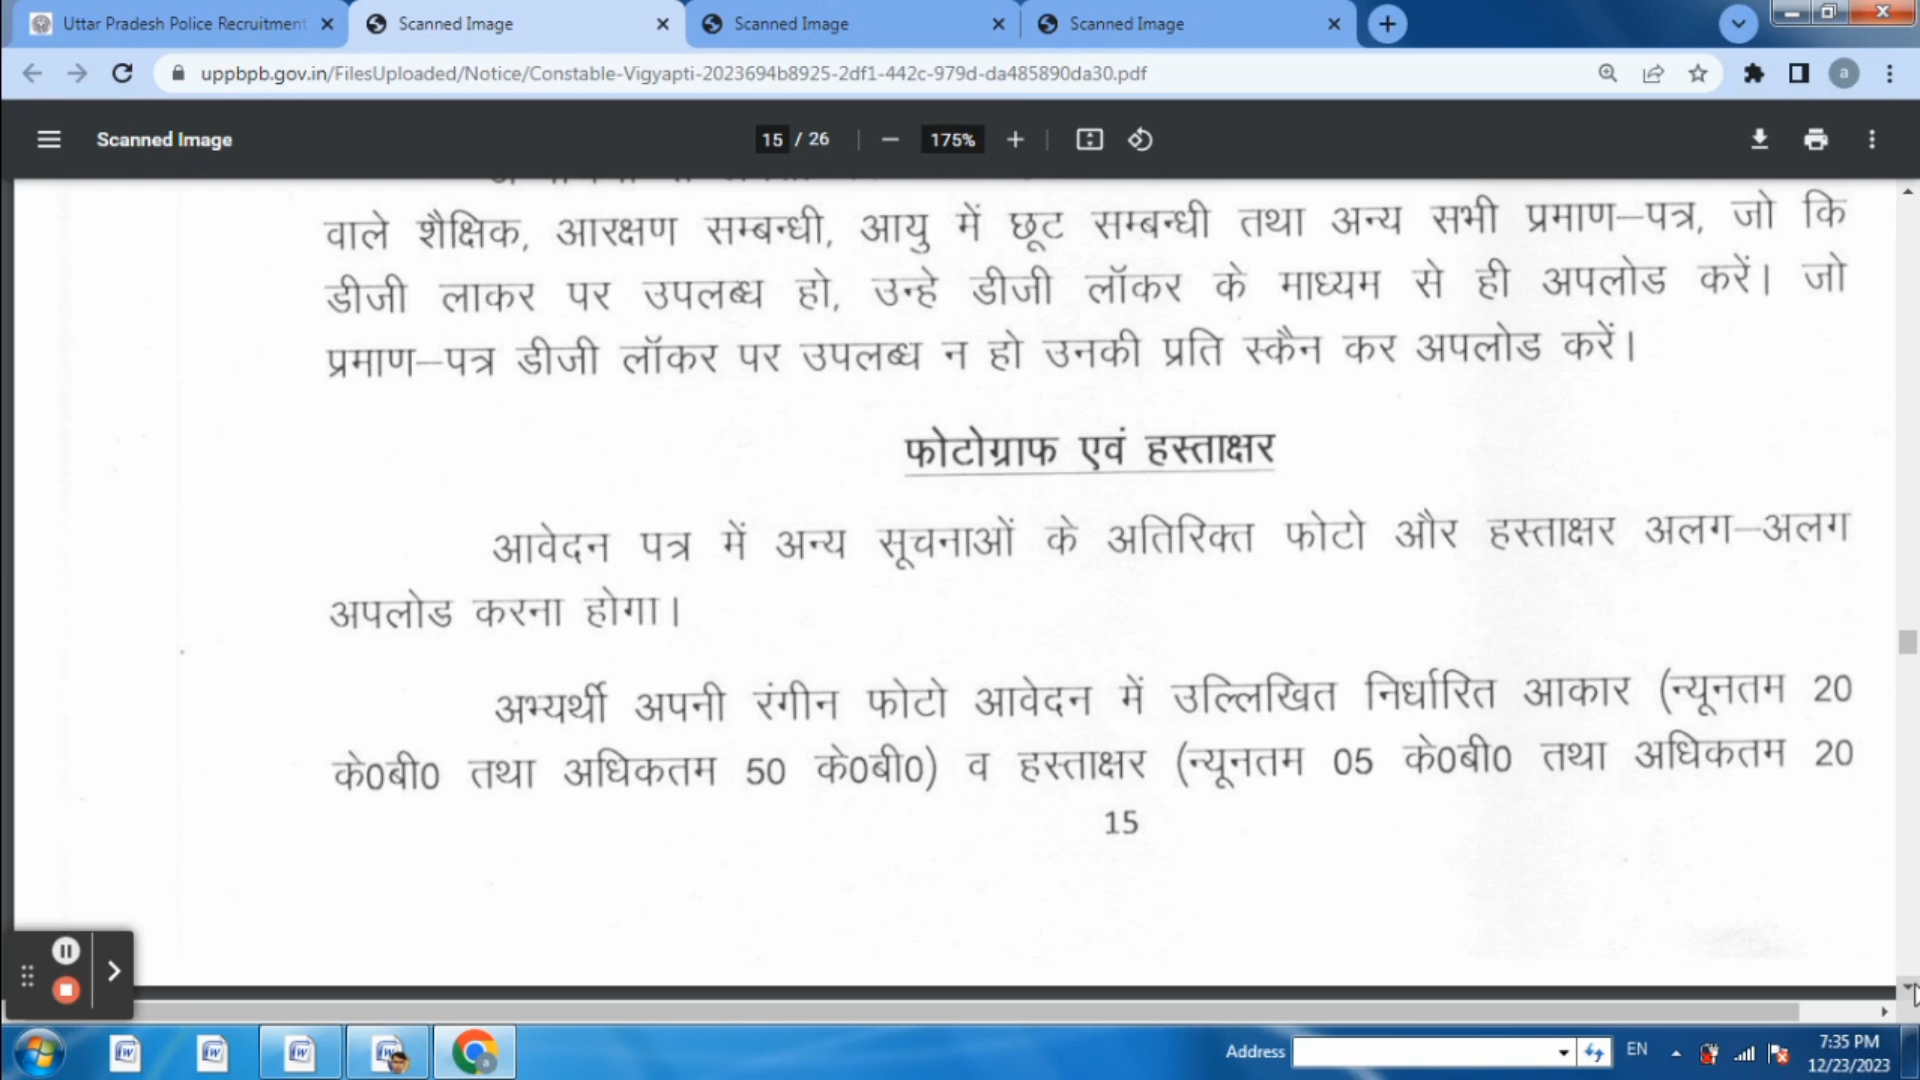 Uttar Pradesh Police Recruitment
Scanned Image
Scanned Image
Scanned Image
uppbpb.gov.in/FilesUploaded/Notice/Constable-Vigyapti-2023694b8925-2df1-442c-979d-da485890da30.pdf
a
Scanned Image
15 / 26
175%
वाले शैक्षिक, आरक्षण सम्बन्धी, आयु में छूट सम्बन्धी तथा अन्य सभी प्रमाण–पत्र, जो कि
डीजी लाकर पर उपलब्ध हो, उन्हे डीजी लॉकर के माध्यम से ही अपलोड करें। जो
प्रमाण–पत्र डीजी लॉकर पर उपलब्ध न हो उनकी प्रति स्कैन कर अपलोड करें।
फोटोग्राफ एवं हस्ताक्षर
आवेदन पत्र में अन्य सूचनाओं के अतिरिक्त फोटो और हस्ताक्षर अलग–अलग
अपलोड करना होगा।
अभ्यर्थी अपनी रंगीन फोटो आवेदन में उल्लिखित निर्धारित आकार (न्यूनतम 20
के0बी0 तथा अधिकतम 50 के0बी0) व हस्ताक्षर (न्यूनतम 05 के0बी0 तथा अधिकतम 20
15
Address
EN
7:35 PM
12/23/2023